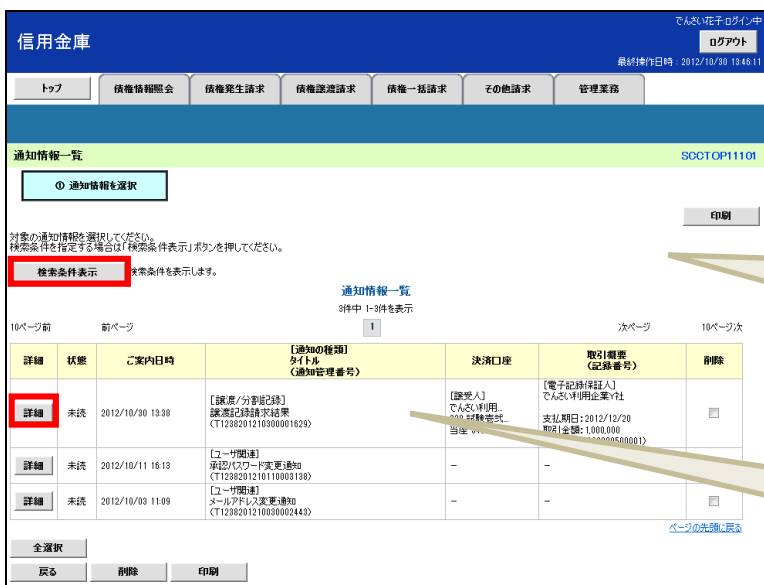 でんさい花子ログイン中
信用金庫
ログアウト
最終操作日時：2012/10/30 13:46:11
トップ 債権情報照会 債権発生請求 債権譲渡請求 債権一括請求 その他請求 管理業務
通知情報一覧 SCCTOP11101
① 通知情報を選択
印刷
対象の通知情報を選択してください。
検索条件を指定する場合は「検索条件表示」ボタンを押してください。
検索条件表示 検索条件を表示します。
通知情報一覧
3件中 1-3件を表示
10ページ前 前ページ 1 次ページ 10ページ次
詳細 状態 ご案内日時 [通知の種類] タイトル (通知管理番号) 決済口座 取引概要 (記録番号) 削除
詳細 未読 2012/10/30 13:38
[譲渡/分割記録]
譲渡記録請求結果
(T1238201210300001629)
[譲受人]
でんさい利用...
試験壱弐...
当座
[電子記録保証人]
でんさい利用企業Y社
支払期日：2012/12/20
取引金額：1,000,000
詳細 未読 2012/10/11 16:13
[ユーザ関連]
承認パスワード変更通知
(T1238201210110003138)
－ －
詳細 未読 2012/10/03 11:09
[ユーザ関連]
メールアドレス変更通知
(T1238201210030002443)
－ －
ページの先頭に戻る
全選択
戻る 削除 印刷